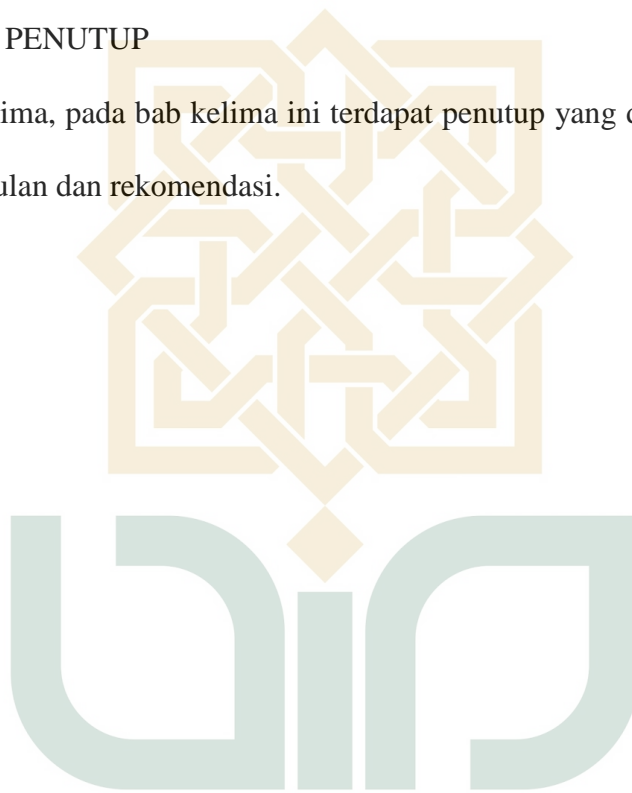 PENUTUP
ima, pada bab kelima ini terdapat penutup yang
ulan dan rekomendasi.